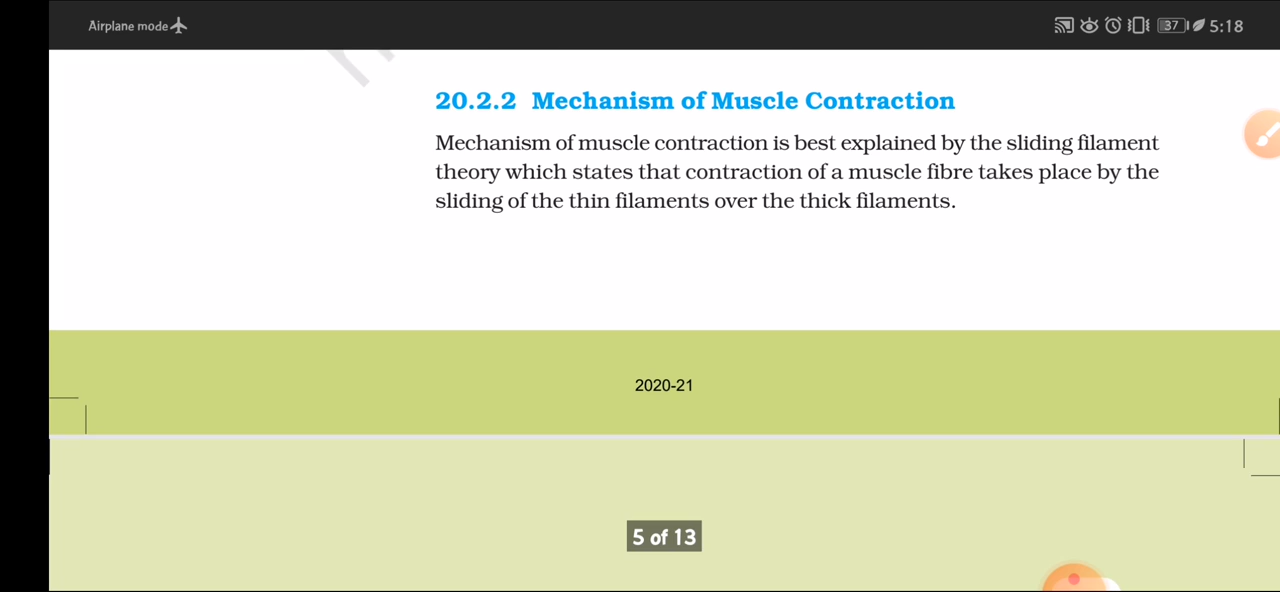 Airplane mode
37 5:18
20.2.2 Mechanism of Muscle Contraction
Mechanism of muscle contraction is best explained by the sliding filament
theory which states that contraction of a muscle fibre takes place by the
sliding of the thin filaments over the thick filaments.
2020-21
5 of 13